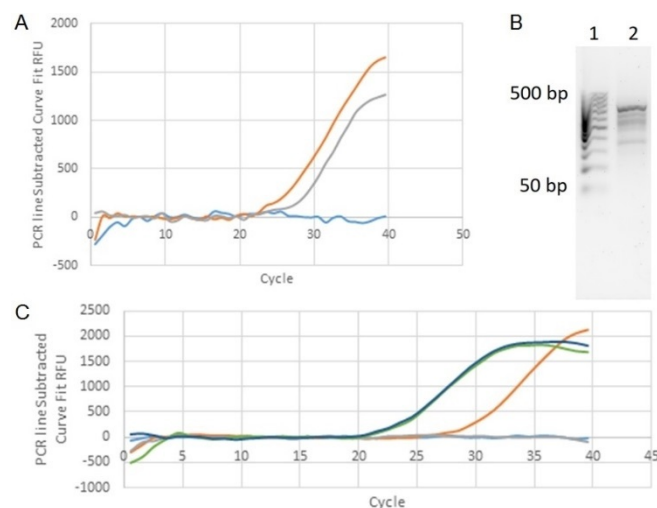 A
PCR line Subtracted Curve Fit RFU
2000
1500
1000
500
0
-500
0 10 20 30 40 50
Cycle
B
1 2
500 bp
50 bp
C
PCR line Subtracted
Curve Fit RFU
2500
2000
1500
1000
500
0
-500
-1000
0 5 10 15 20 25 30 35 40 45
Cycle